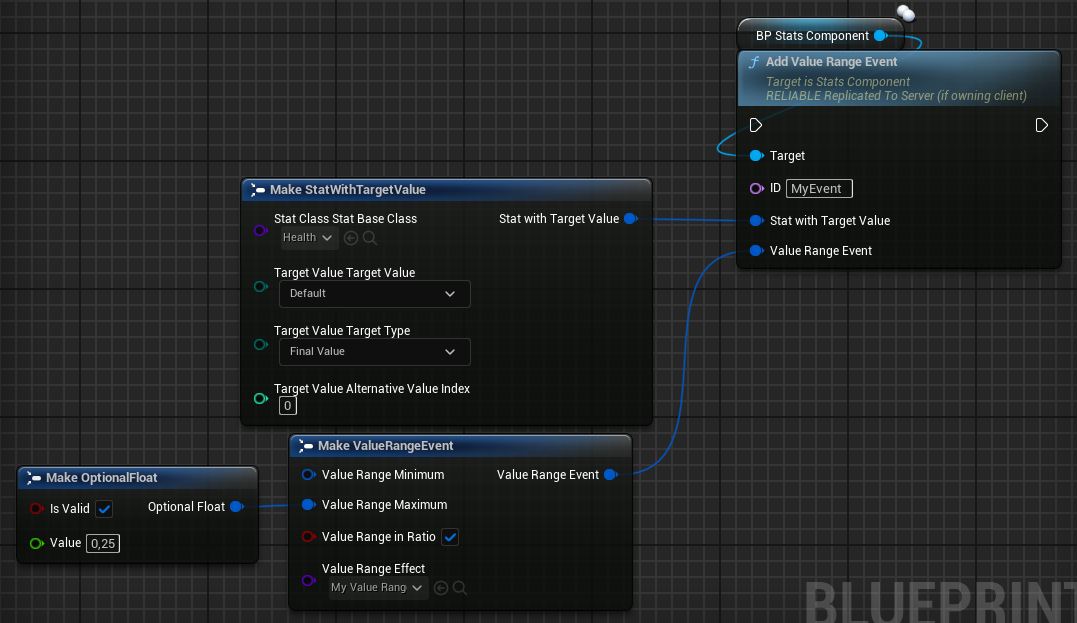 BP Stats Component
Add Value Range Event
Target is Stats Component
RELIABLE Replicated To Server (if owning client)
Target
ID MyEvent
Stat with Target Value
Value Range Event
Make StatWithTargetValue
Stat Class Stat Base Class
Stat with Target Value
Health
Target Value Target Value
Default
Target Value Target Type
Final Value
Target Value Alternative Value Index
0
Make ValueRangeEvent
Value Range Minimum
Value Range Event
Value Range Maximum
Value Range in Ratio
Value Range Effect
My Value Rang
Make OptionalFloat
Is Valid
Optional Float
Value 0,25
BLUEPRINT